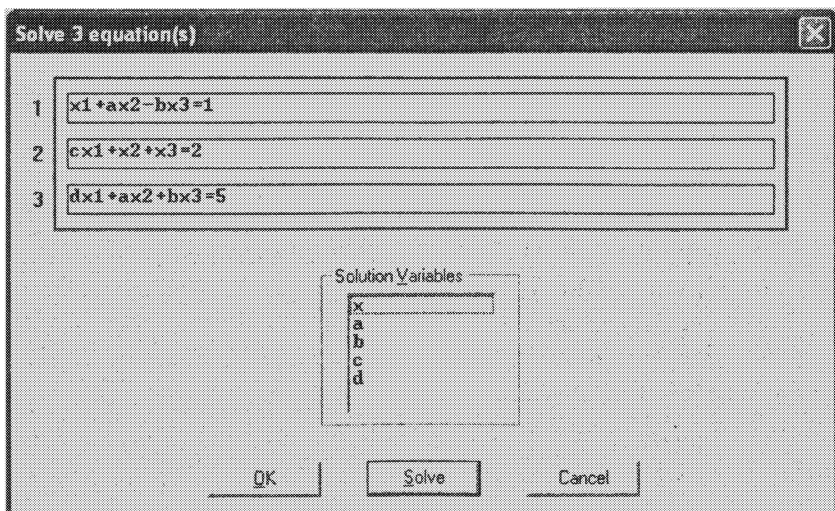 Solve 3 equation(s)
1 x1+ax2-bx3=1
2 cx1+x2+x3=2
3 dx1+ax2+bx3=5
Solution Variables
x
a
b
c
d
OK Solve Cancel